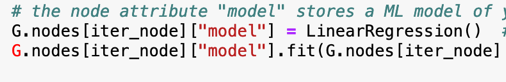 # the node attribute "model" stores a ML model of
G.nodes[iter_node]["model"] = LinearRegression() #
G.nodes[iter_node]["model"].fit(G.nodes[iter_node]